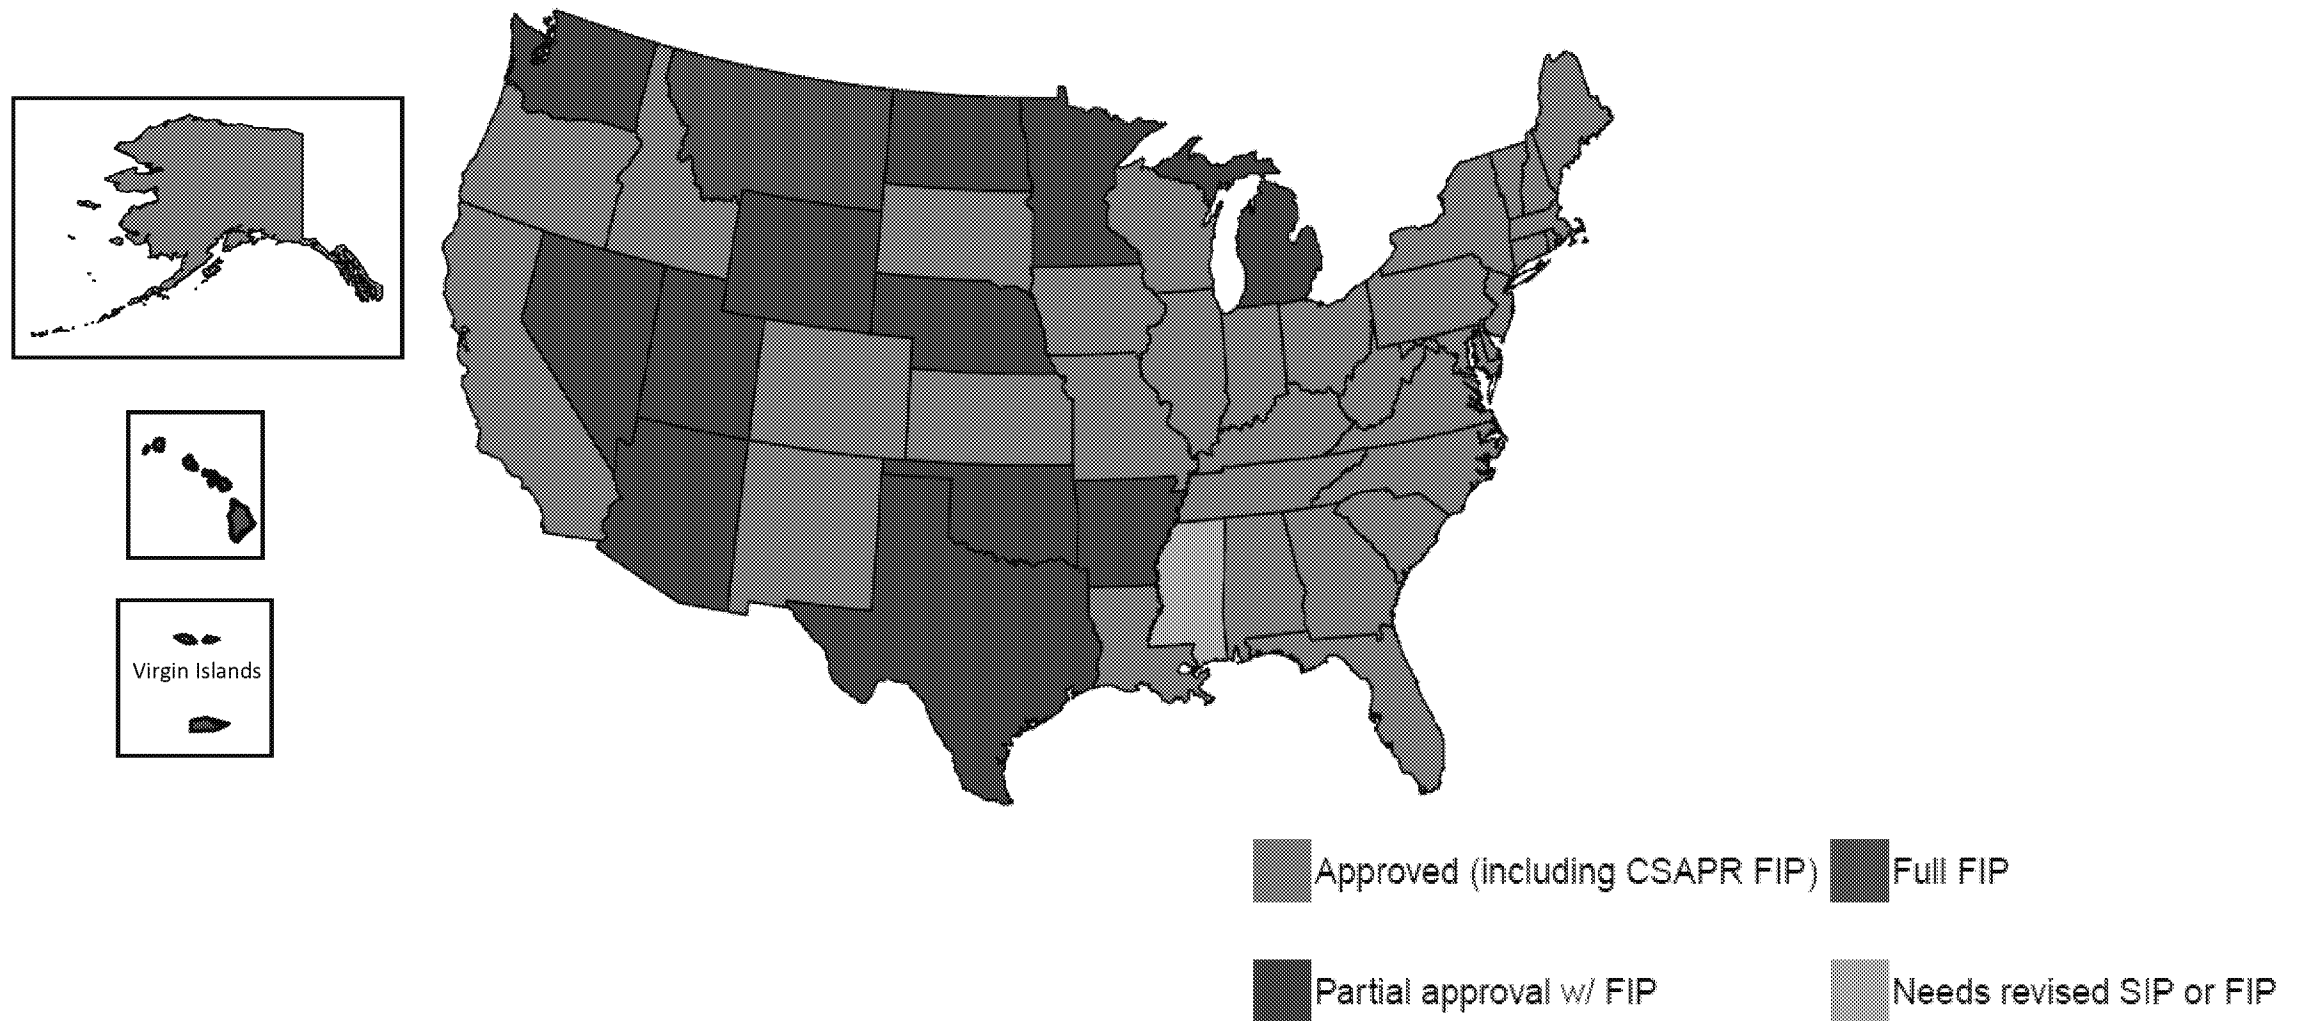 Virgin Islands
Approved (including CSAPR FIP) Full FIP
Partial approval w/ FIP Needs revised SIP or FIP